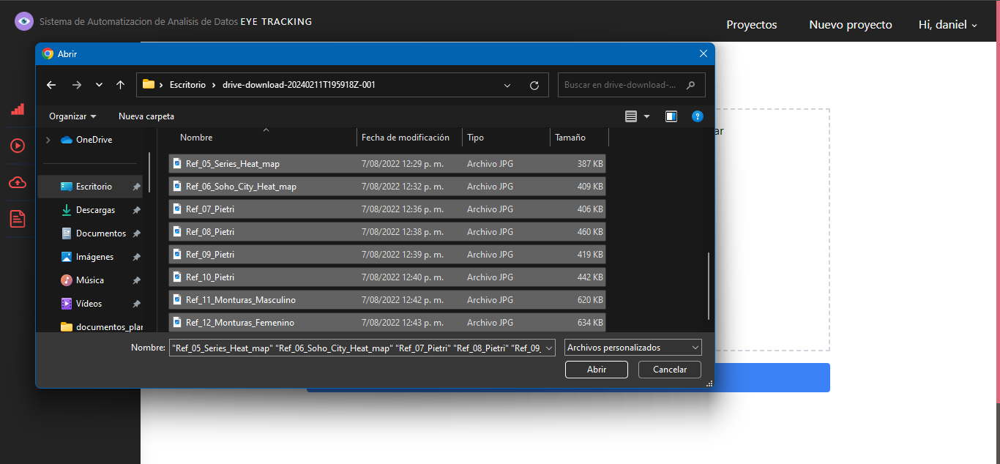 Sistema de Automatizacion de Analisis de Datos EYE TRACKING
Proyectos Nuevo proyecto Hi, daniel
Abrir
Escritorio drive-download-20240211T195918Z-001
Buscar en drive-download-...
Organizar Nueva carpeta
OneDrive
Escritorio
Descargas
Documentos
Imágenes
Música
Vídeos
documentos_plan
Nombre Fecha de modificación Tipo Tamaño
Ref_05_Series_Heat_map 7/08/2022 12:29 p. m. Archivo JPG 387 KB
Ref_06_Soho_City_Heat_map 7/08/2022 12:32 p. m. Archivo JPG 409 KB
Ref_07_Pietri 7/08/2022 12:36 p. m. Archivo JPG 406 KB
Ref_08_Pietri 7/08/2022 12:38 p. m. Archivo JPG 460 KB
Ref_09_Pietri 7/08/2022 12:39 p. m. Archivo JPG 419 KB
Ref_10_Pietri 7/08/2022 12:40 p. m. Archivo JPG 442 KB
Ref_11_Monturas_Masculino 7/08/2022 12:42 p. m. Archivo JPG 620 KB
Ref_12_Monturas_Femenino 7/08/2022 12:43 p. m. Archivo JPG 634 KB
Nombre: "Ref_05_Series_Heat_map" "Ref_06_Soho_City_Heat_map" "Ref_07_Pietri" "Ref_08_Pietri" "Ref_09_
Archivos personalizados
Abrir Cancelar
ar